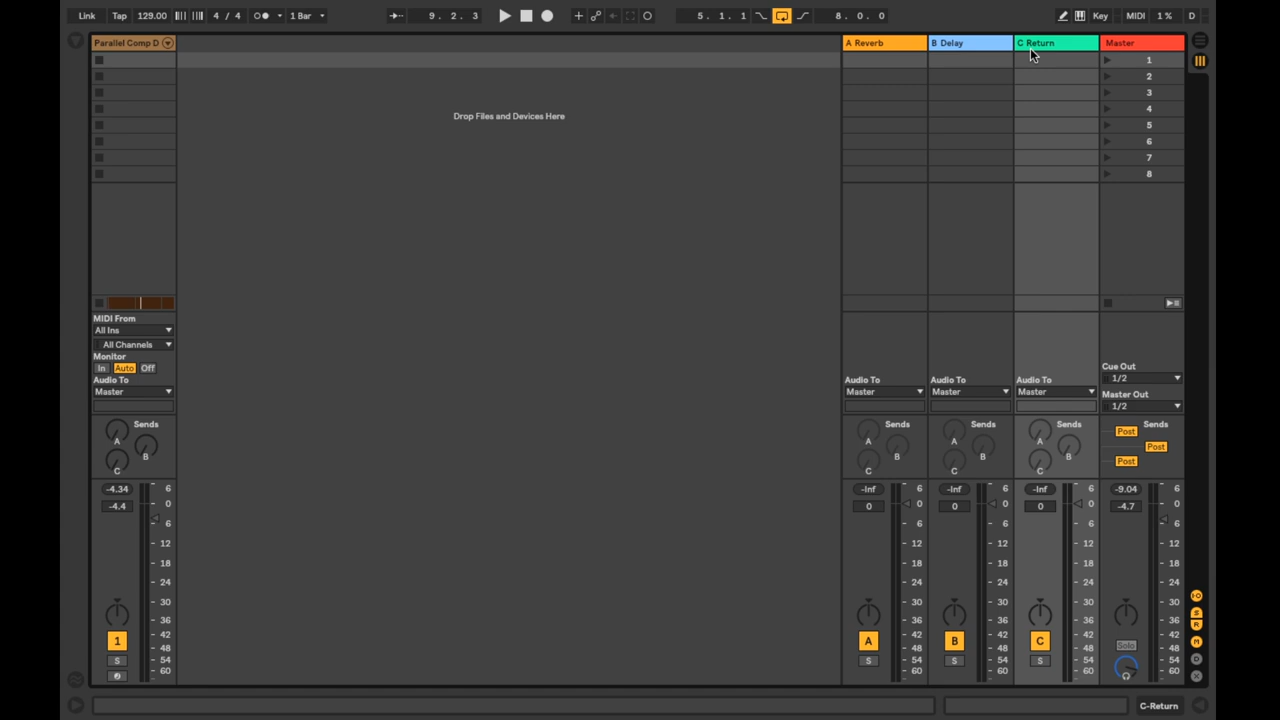 Link Tap 129.00 4 / 4 1 Bar 9. 2. 3 5. 1. 1 8. 0. 0 Key MIDI 1 % D
Parallel Comp D A Reverb B Delay C Return Master
1
2
Drop Files and Devices Here
3
4
5
6
7
8
MIDI From
All Ins
All Channels
Monitor
In Auto Off
Audio To Audio To Audio To Audio To
Master Master Master Master
Cue Out
1/2
Master Out
1/2
Sends Sends Sends Sends Sends
A B C A B C A B C A B C Post Post Post
-4.34 -Inf -Inf -Inf -9.04
-4.4 0 0 0 -4.7
6 6 6 6 6
0 0 0 0 0
6 6 6 6 6
12 12 12 12 12
18 18 18 18 18
24 24 24 24 24
30 30 30 30 30
36 36 36 36 36
42 42 42 42 42
48 48 48 48 48
54 54 54 54 54
60 60 60 60 60
1 A B C Solo
S S S S
S
R
M
D
X
C-Return